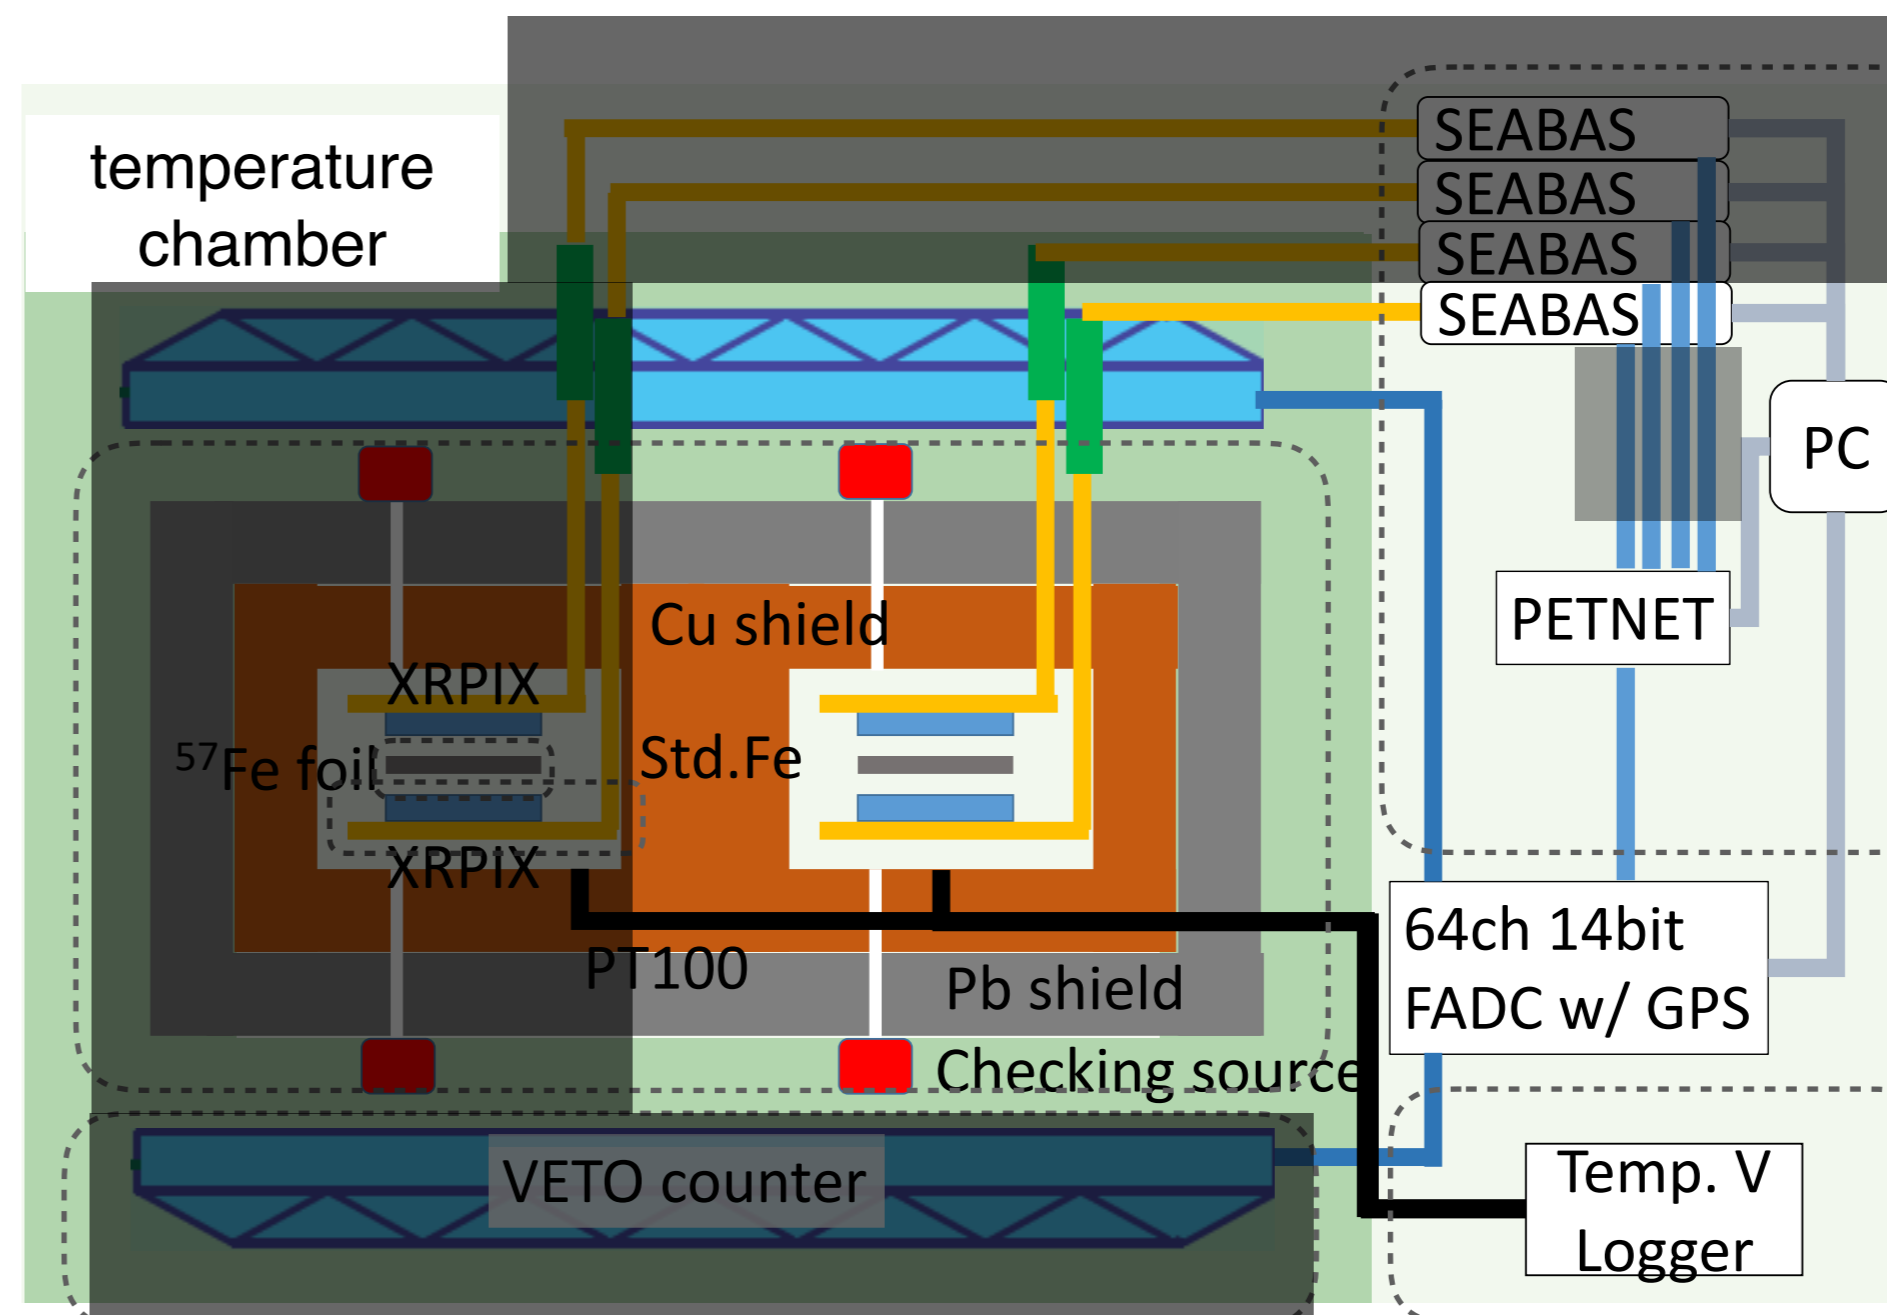 temperature
chamber
SEABAS
SEABAS
SEABAS
SEABAS
PC
PETNET
Cu shield
XRPIX
57Fe foil
Std.Fe
XRPIX
PT100
Pb shield
Checking source
64ch 14bit
FADC w/ GPS
VETO counter
Temp. V
Logger